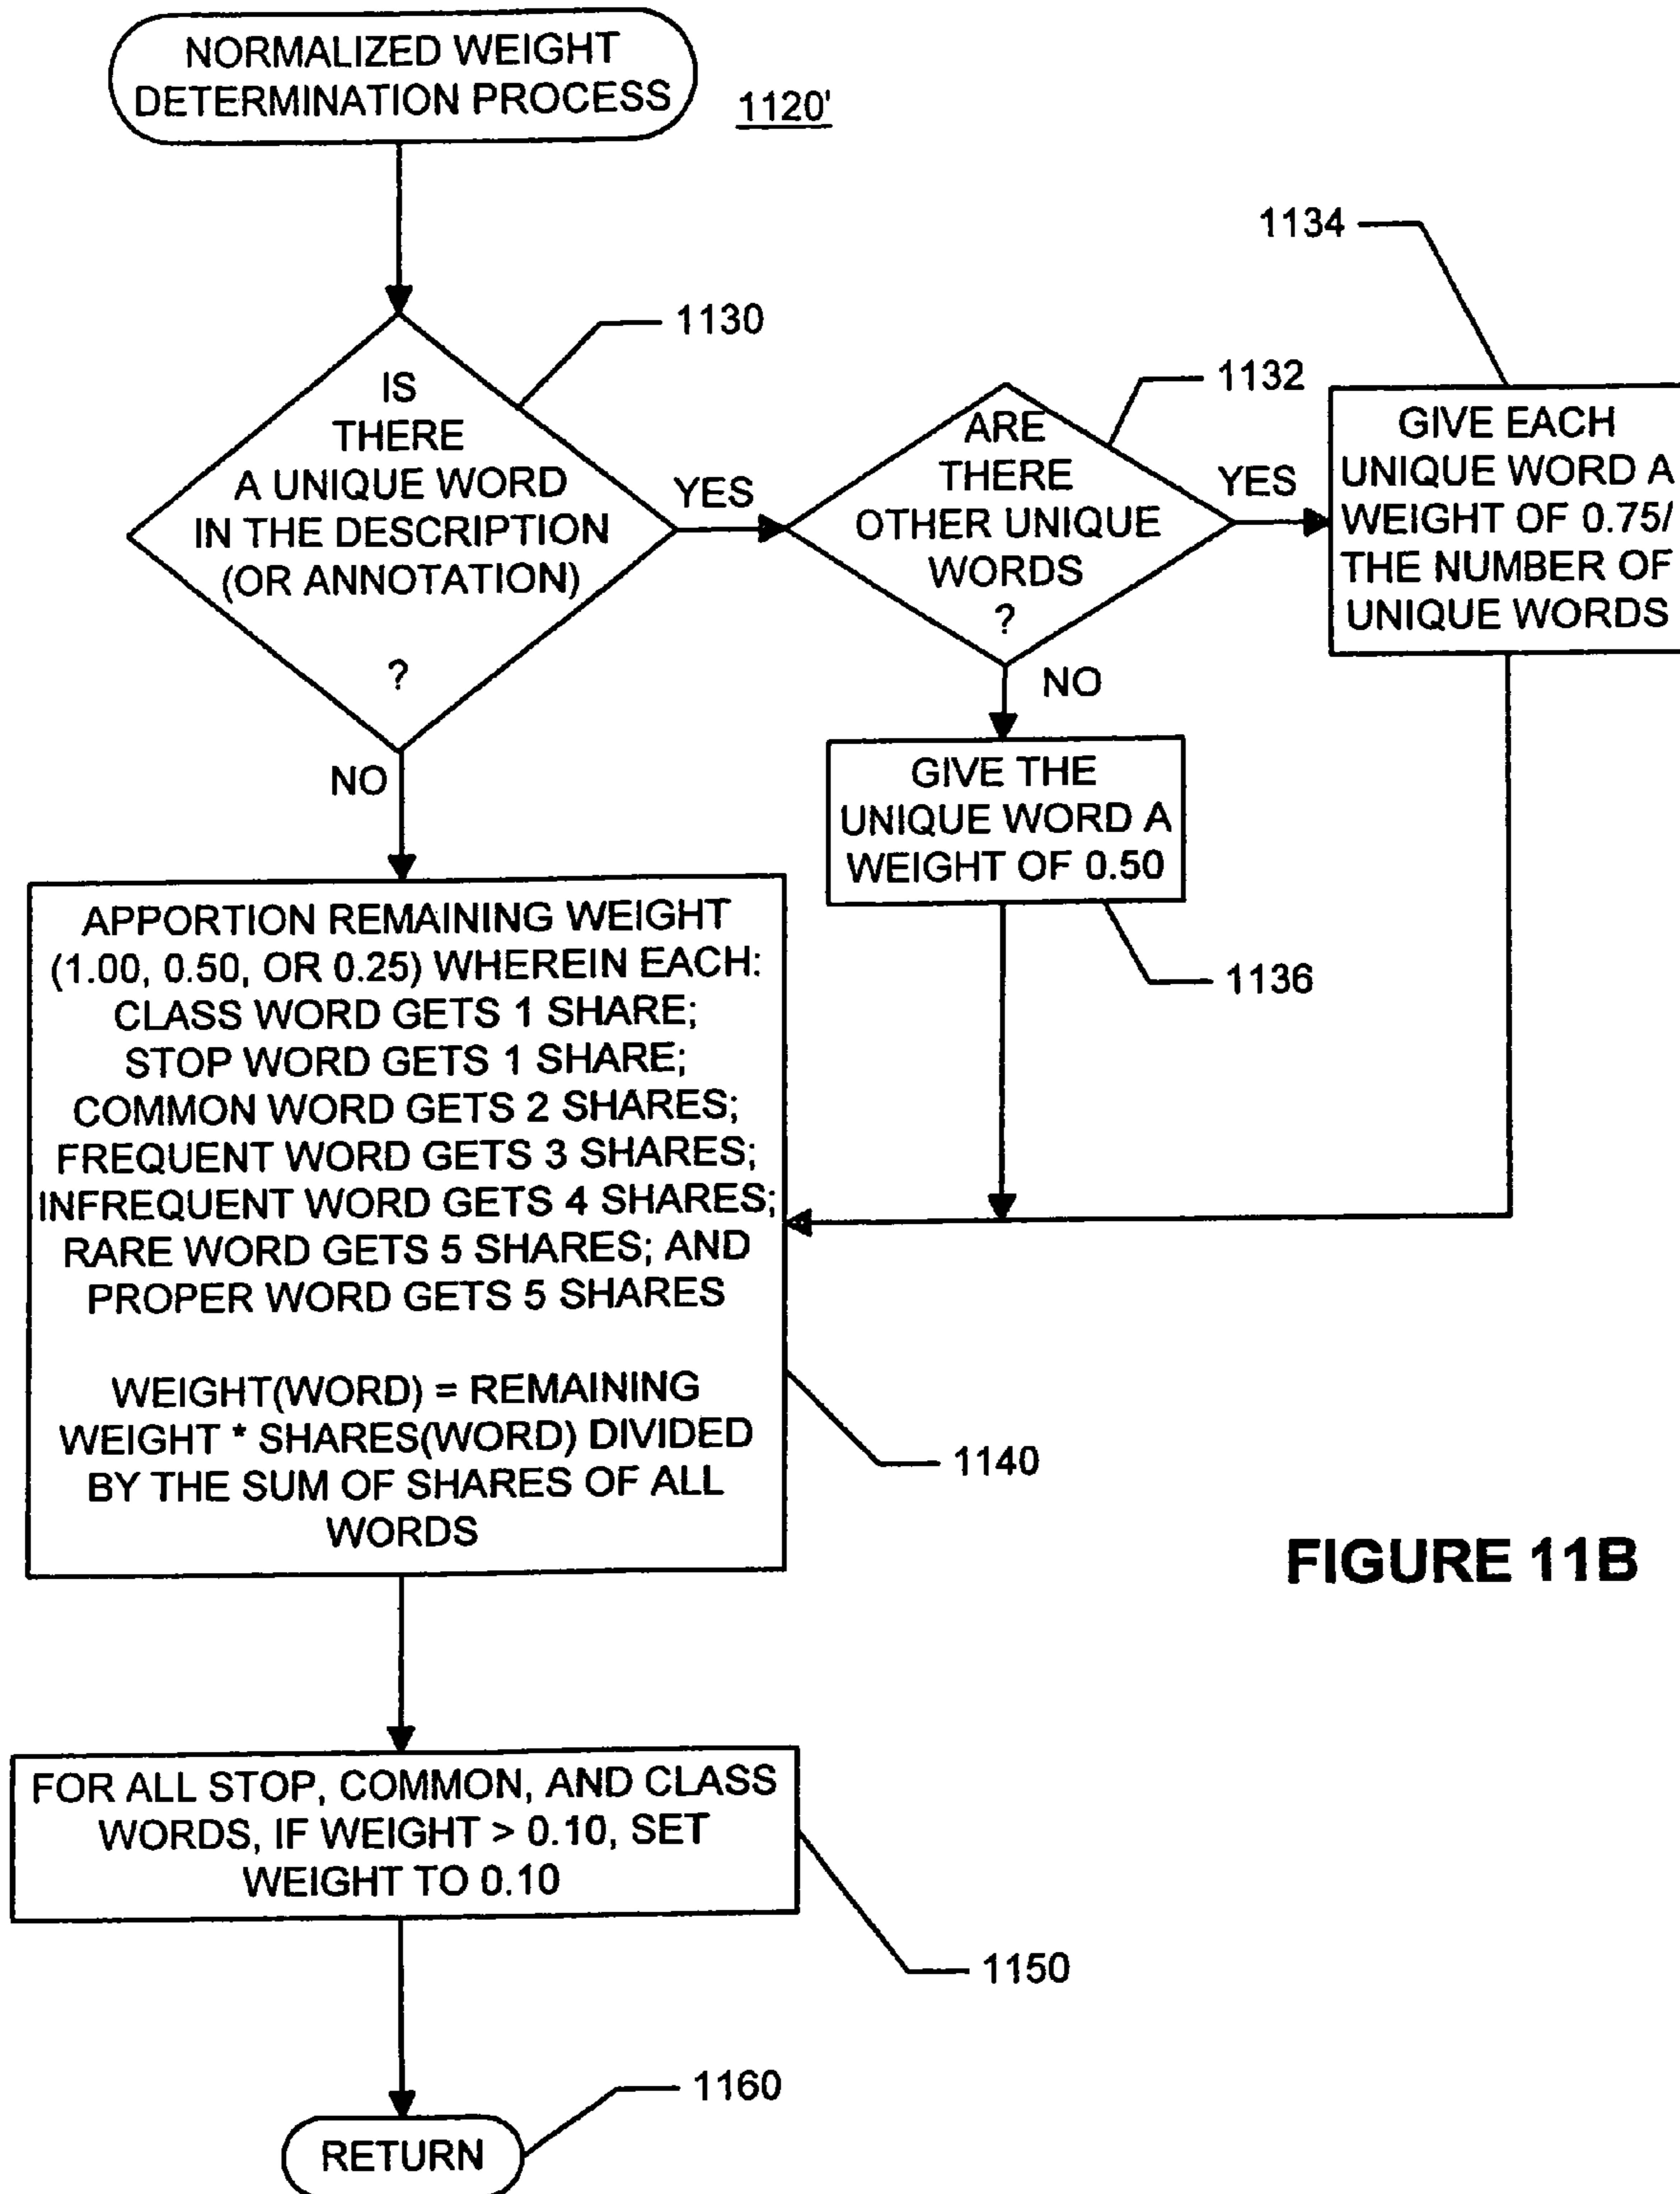 NORMALIZED WEIGHT
DETERMINATION PROCESS
1120'
1130
IS
THERE
A UNIQUE WORD
IN THE DESCRIPTION
(OR ANNOTATION)
?
YES
NO
1132
ARE
THERE
OTHER UNIQUE
WORDS
?
YES
NO
1134
GIVE EACH
UNIQUE WORD A
WEIGHT OF 0.75/
THE NUMBER OF
UNIQUE WORDS
GIVE THE
UNIQUE WORD A
WEIGHT OF 0.50
1136
APPORTION REMAINING WEIGHT
(1.00, 0.50, OR 0.25) WHEREIN EACH:
CLASS WORD GETS 1 SHARE;
STOP WORD GETS 1 SHARE;
COMMON WORD GETS 2 SHARES;
FREQUENT WORD GETS 3 SHARES;
INFREQUENT WORD GETS 4 SHARES;
RARE WORD GETS 5 SHARES; AND
PROPER WORD GETS 5 SHARES
WEIGHT(WORD) = REMAINING
WEIGHT * SHARES(WORD) DIVIDED
BY THE SUM OF SHARES OF ALL
WORDS
1140
FIGURE 11B
FOR ALL STOP, COMMON, AND CLASS
WORDS, IF WEIGHT > 0.10, SET
WEIGHT TO 0.10
1150
1160
RETURN